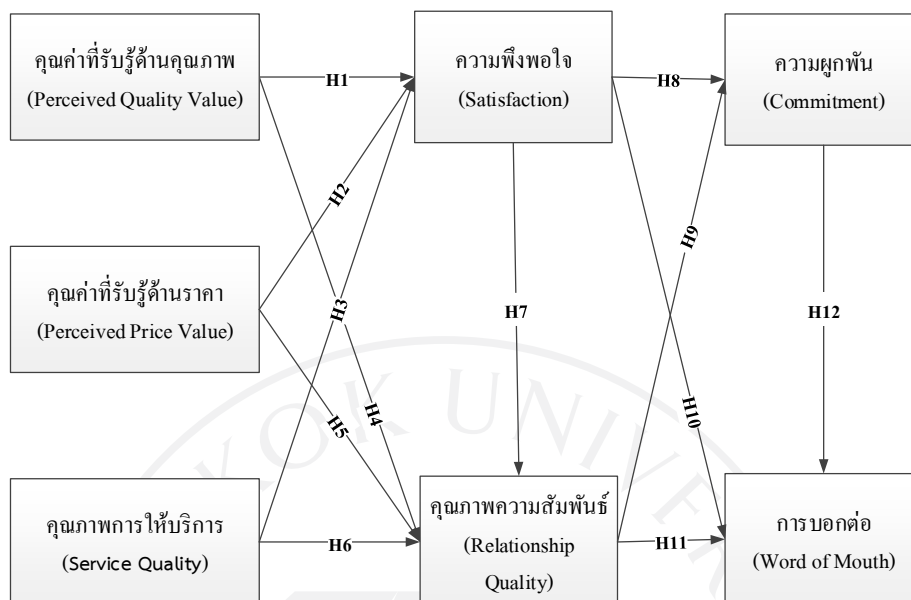 คุณค่าที่รับรู้ด้านคุณภาพ
(Perceived Quality Value)
H1
ความพึงพอใจ
(Satisfaction)
H8
ความผูกพัน
(Commitment)
H2
H9
คุณค่าที่รับรู้ด้านราคา
(Perceived Price Value)
H3
H7
H12
H4
H5
H10
KOK UNIVER
คุณภาพการให้บริการ
(Service Quality)
H6
คุณภาพความสัมพันธ์
(Relationship
Quality)
H11
การบอกต่อ
(Word of Mouth)